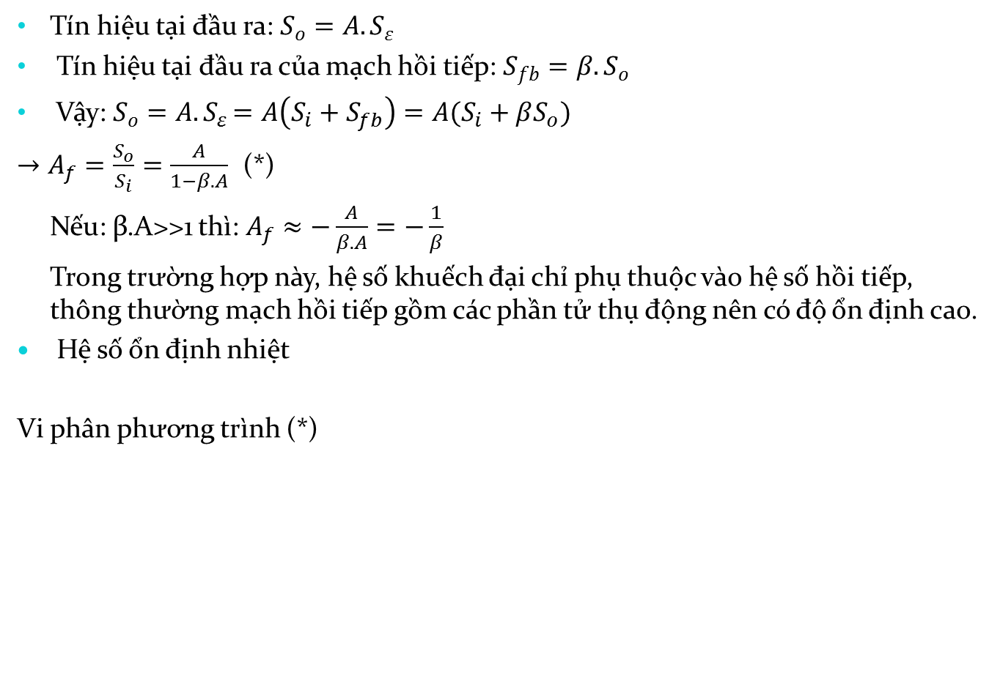 • Tín hiệu tại đầu ra: $S_o = A.S_\varepsilon$
• Tín hiệu tại đầu ra của mạch hồi tiếp: $S_{fb} = \beta.S_o$
• Vậy: $S_o = A.S_\varepsilon = A(S_i + S_{fb}) = A(S_i + \beta S_o)$
$\rightarrow A_f = \frac{S_o}{S_i} = \frac{A}{1-\beta.A}$ (*)
Nếu: β.A>>1 thì: $A_f \approx -\frac{A}{\beta.A} = -\frac{1}{\beta}$
Trong trường hợp này, hệ số khuếch đại chỉ phụ thuộc vào hệ số hồi tiếp,
thông thường mạch hồi tiếp gồm các phần tử thụ động nên có độ ổn định cao.
• Hệ số ổn định nhiệt
Vi phân phương trình (*)